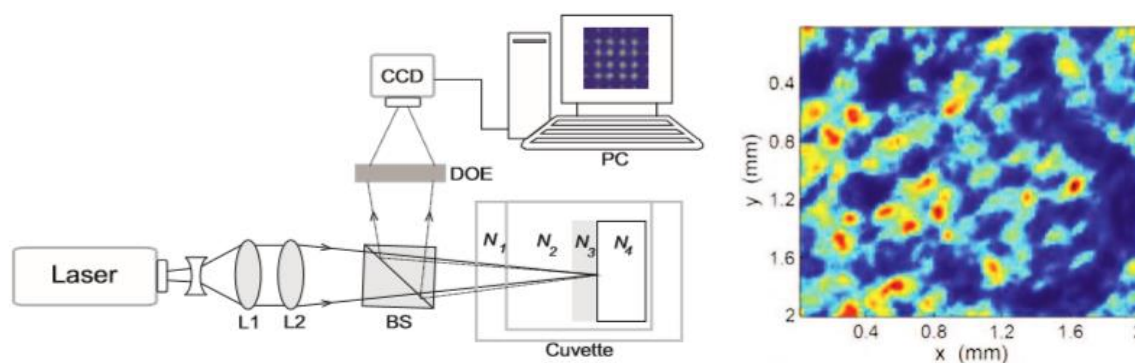 CCD
PC
DOE
Laser
L1
L2
BS
N1
N2
N3
N4
Cuvette
y (mm)
0.4
0.8
1.2
1.6
2
0.4
0.8
1.2
1.6
x (mm)